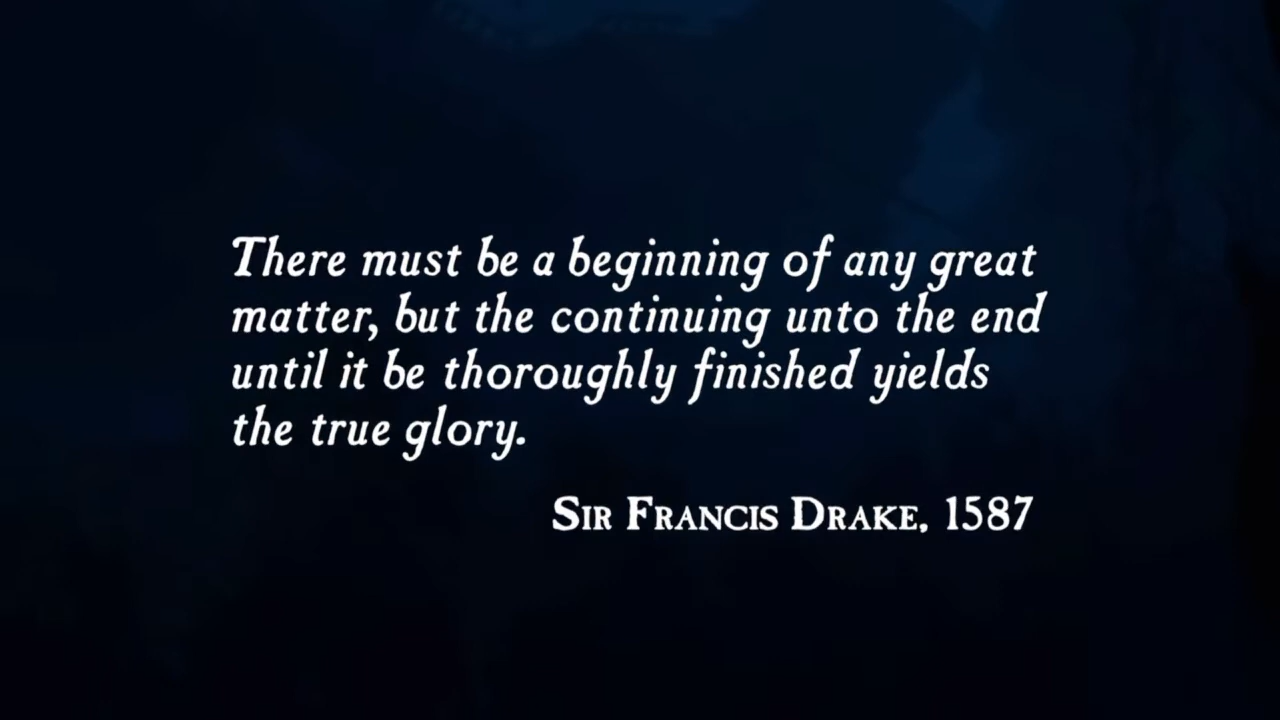 There must be a beginning of any great
matter, but the continuing unto the end
until it be thoroughly finished yields
the true glory.
Sir Francis Drake, 1587